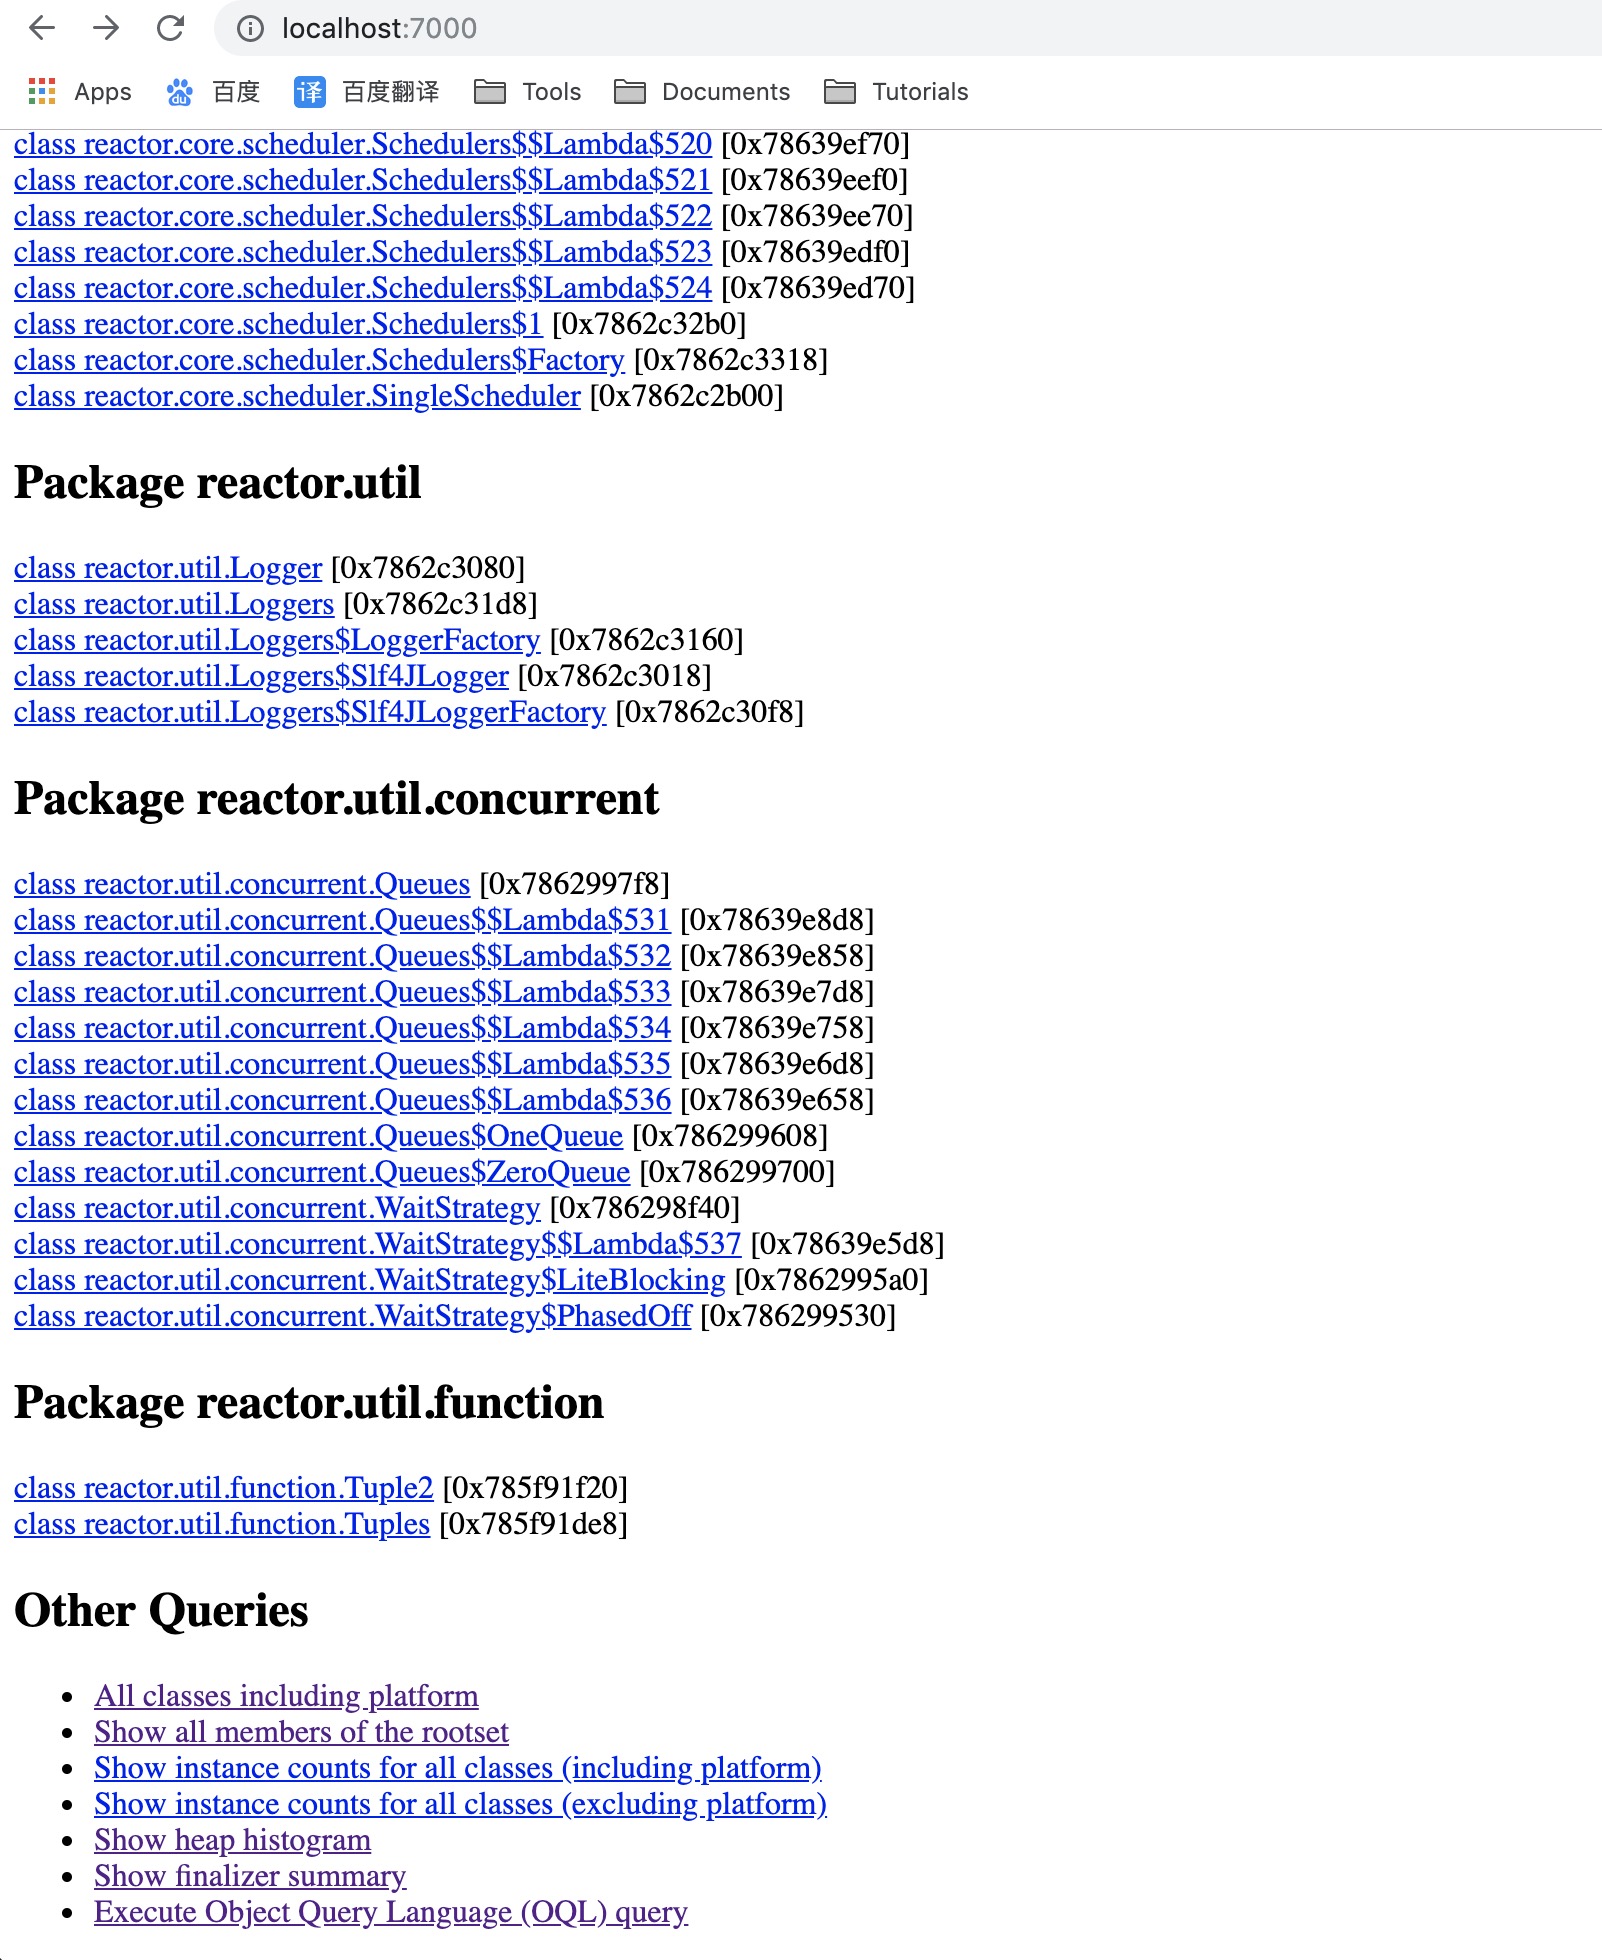 localhost:7000
Apps 百度 译 百度翻译 Tools Documents Tutorials
class reactor.core.scheduler.Schedulers$$Lambda$520 [0x78639ef70]
class reactor.core.scheduler.Schedulers$$Lambda$521 [0x78639eef0]
class reactor.core.scheduler.Schedulers$$Lambda$522 [0x78639ee70]
class reactor.core.scheduler.Schedulers$$Lambda$523 [0x78639edf0]
class reactor.core.scheduler.Schedulers$$Lambda$524 [0x78639ed70]
class reactor.core.scheduler.Schedulers$1 [0x7862c32b0]
class reactor.core.scheduler.Schedulers$Factory [0x7862c3318]
class reactor.core.scheduler.SingleScheduler [0x7862c2b00]
Package reactor.util
class reactor.util.Logger [0x7862c3080]
class reactor.util.Loggers [0x7862c31d8]
class reactor.util.Loggers$LoggerFactory [0x7862c3160]
class reactor.util.Loggers$Slf4JLogger [0x7862c3018]
class reactor.util.Loggers$Slf4JLoggerFactory [0x7862c30f8]
Package reactor.util.concurrent
class reactor.util.concurrent.Queues [0x7862997f8]
class reactor.util.concurrent.Queues$$Lambda$531 [0x78639e8d8]
class reactor.util.concurrent.Queues$$Lambda$532 [0x78639e858]
class reactor.util.concurrent.Queues$$Lambda$533 [0x78639e7d8]
class reactor.util.concurrent.Queues$$Lambda$534 [0x78639e758]
class reactor.util.concurrent.Queues$$Lambda$535 [0x78639e6d8]
class reactor.util.concurrent.Queues$$Lambda$536 [0x78639e658]
class reactor.util.concurrent.Queues$OneQueue [0x786299608]
class reactor.util.concurrent.Queues$ZeroQueue [0x786299700]
class reactor.util.concurrent.WaitStrategy [0x786298f40]
class reactor.util.concurrent.WaitStrategy$$Lambda$537 [0x78639e5d8]
class reactor.util.concurrent.WaitStrategy$LiteBlocking [0x7862995a0]
class reactor.util.concurrent.WaitStrategy$PhasedOff [0x786299530]
Package reactor.util.function
class reactor.util.function.Tuple2 [0x785f91f20]
class reactor.util.function.Tuples [0x785f91de8]
Other Queries
• All classes including platform
• Show all members of the rootset
• Show instance counts for all classes (including platform)
• Show instance counts for all classes (excluding platform)
• Show heap histogram
• Show finalizer summary
• Execute Object Query Language (OQL) query